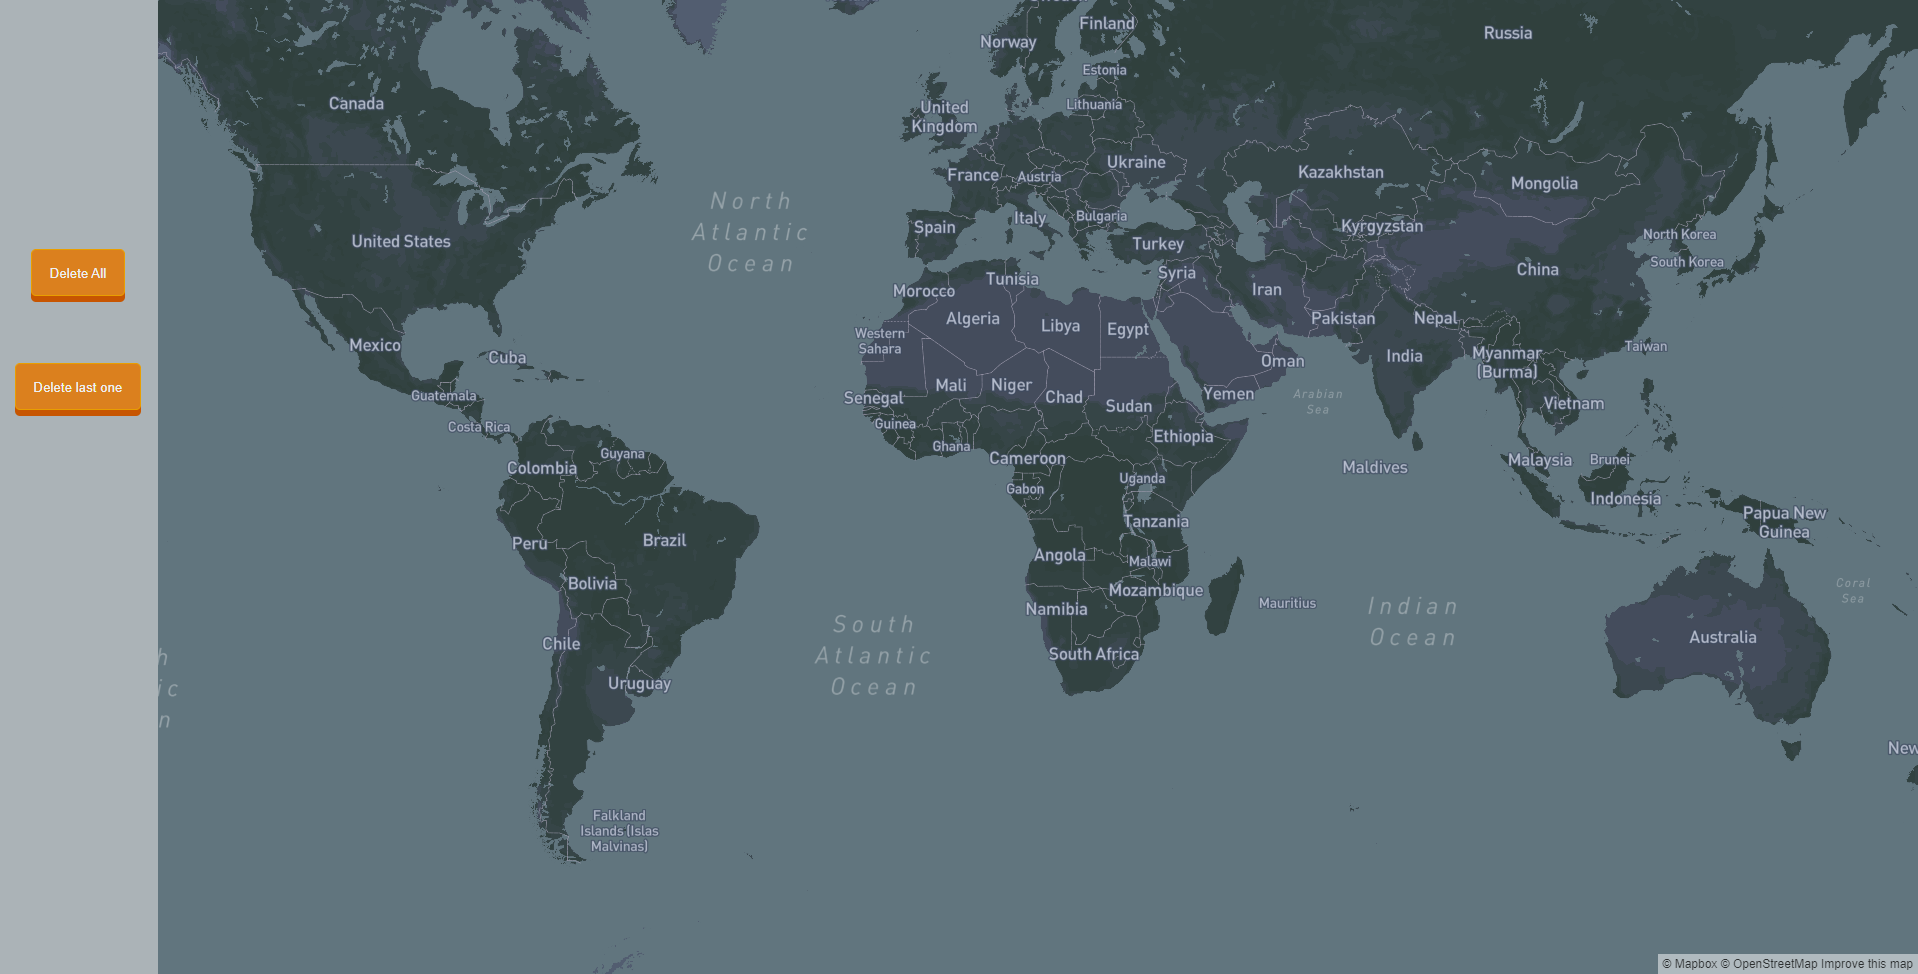 Delete All
Delete last one
Sweden
Finland
Norway
Russia
Estonia
Canada
United
Kingdom
Lithuania
Ukraine
France
Austria
Kazakhstan
Mongolia
North
Atlantic
Ocean
Italy
Bulgaria
Spain
Kyrgyzstan
United States
Turkey
North Korea
South Korea
China
Syria
Tunisia
Morocco
Iran
Algeria
Libya
Egypt
Pakistan
Nepal
Western
Sahara
Mexico
Cuba
India
Myanmar
(Burma)
Taiwan
Oman
Mali
Niger
Chad
Yemen
Arabian
Sea
Guatemala
Senegal
Sudan
Vietnam
Costa Rica
Guinea
Ethiopia
Ghana
Guyana
Cameroon
Colombia
Maldives
Malaysia
Brunei
Uganda
Gabon
Indonesia
Tanzania
Papua New
Guinea
Peru
Brazil
Angola
Malawi
Bolivia
Mozambique
Coral
Sea
Namibia
Mauritius
Indian
Ocean
South
Atlantic
Ocean
Chile
Australia
South Africa
Uruguay
h
ic
n
New
Falkland
Islands (Islas
Malvinas)
© Mapbox © OpenStreetMap Improve this map